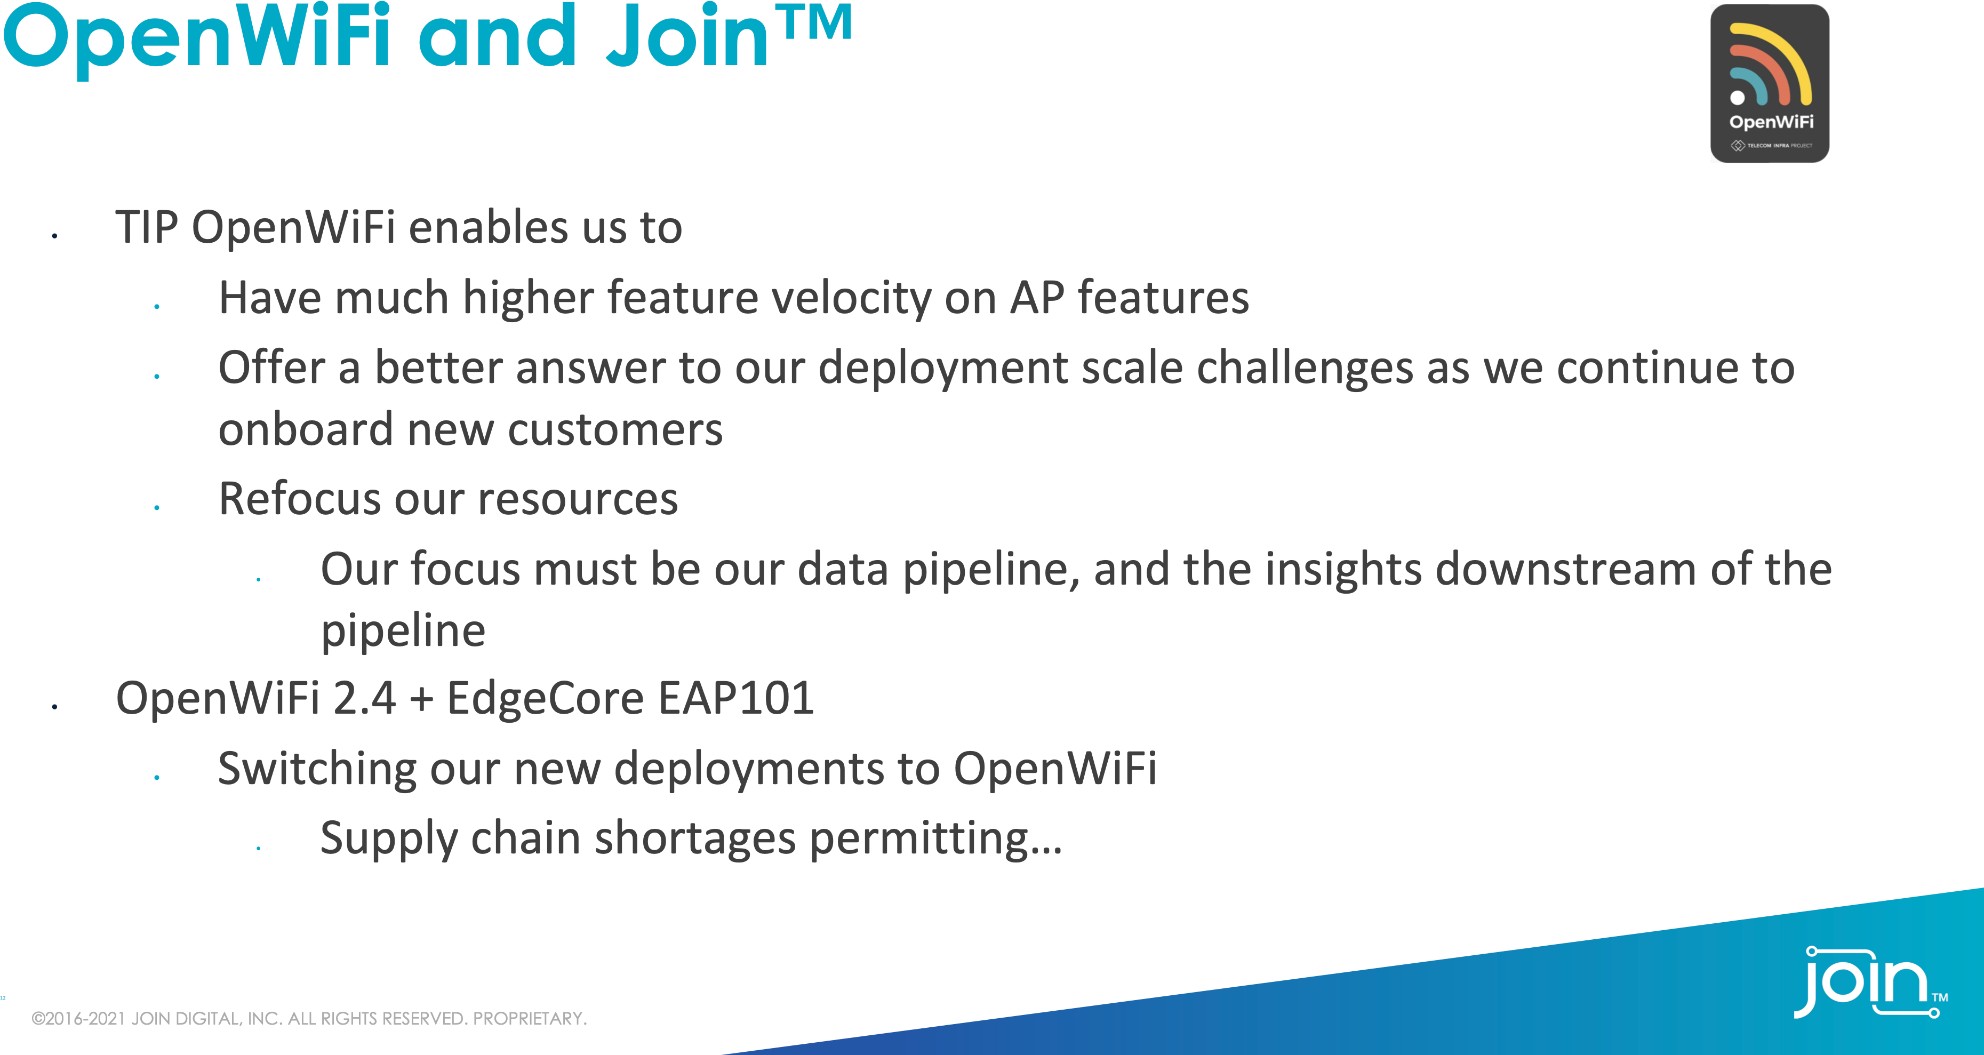 OpenWiFi and Join™
OpenWiFi
TELECOM INFRA PROJECT
• TIP OpenWiFi enables us to
• Have much higher feature velocity on AP features
• Offer a better answer to our deployment scale challenges as we continue to
onboard new customers
• Refocus our resources
• Our focus must be our data pipeline, and the insights downstream of the
pipeline
• OpenWiFi 2.4 + EdgeCore EAP101
• Switching our new deployments to OpenWiFi
• Supply chain shortages permitting...
join™
12
©2016-2021 JOIN DIGITAL, INC. ALL RIGHTS RESERVED. PROPRIETARY.